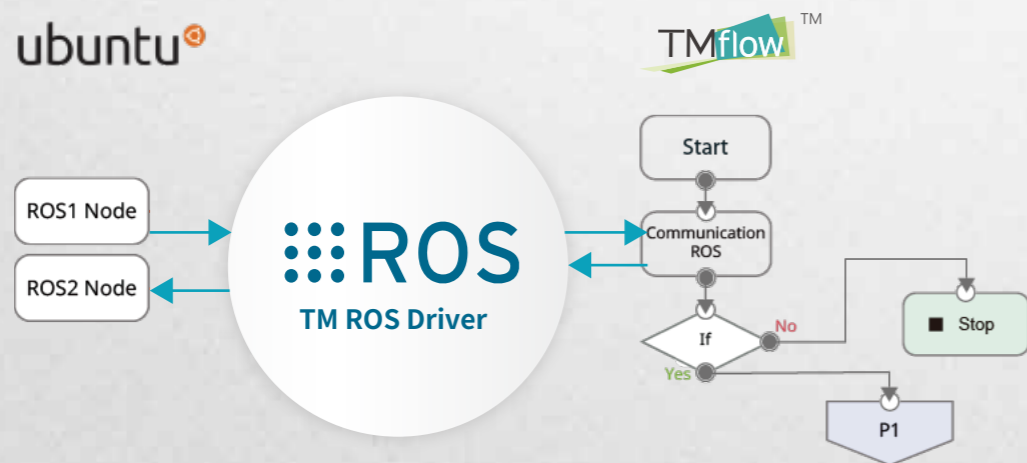 ubuntu
TMflow TM
ROS1 Node
ROS2 Node
ROS
TM ROS Driver
Start
Communication
ROS
If
No
Yes
Stop
P1